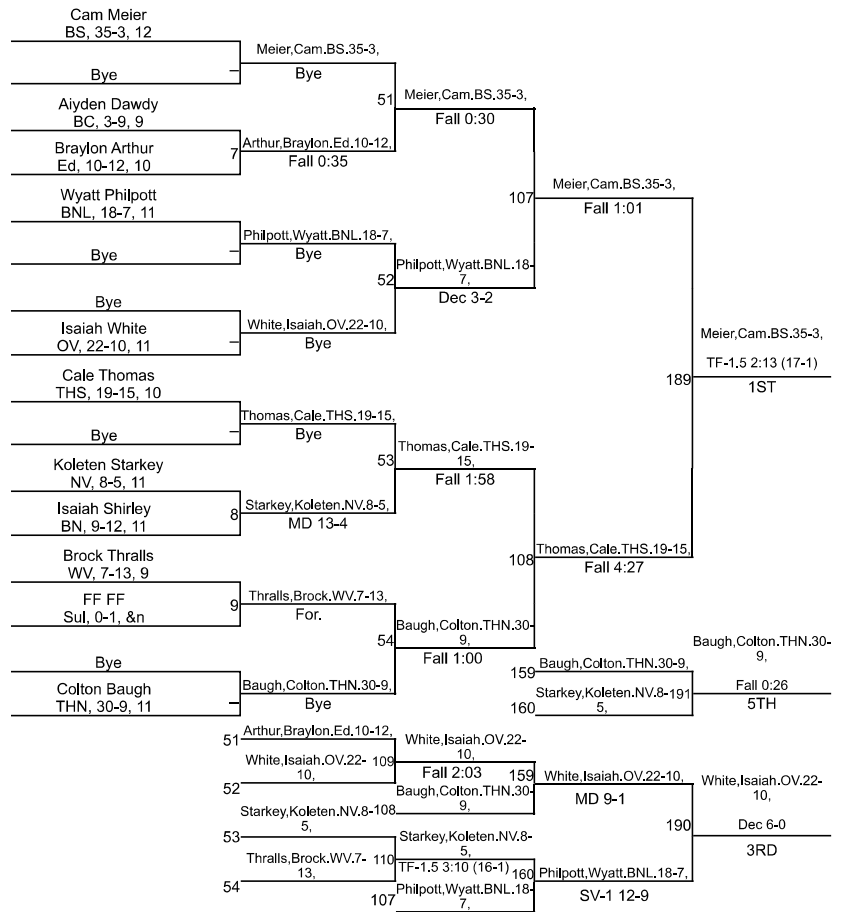 Cam Meier
BS, 35-3, 12
Meier,Cam.BS.35-3,
Bye
Bye
–
51
Meier,Cam.BS.35-3,
Fall 0:30
Aiyden Dawdy
BC, 3-9, 9
Braylon Arthur
Ed, 10-12, 10
7
Arthur,Braylon.Ed.10-12,
Fall 0:35
107
Meier,Cam.BS.35-3,
Fall 1:01
Wyatt Philpott
BNL, 18-7, 11
Philpott,Wyatt.BNL.18-7,
Bye
Bye
–
52
Philpott,Wyatt.BNL.18-
7,
Dec 3-2
Bye
Isaiah White
OV, 22-10, 11
–
White,Isaiah.OV.22-10,
Bye
189
Meier,Cam.BS.35-3,
TF-1.5 2:13 (17-1)
1ST
Cale Thomas
THS, 19-15, 10
Thomas,Cale.THS.19-15,
Bye
Bye
–
53
Thomas,Cale.THS.19-
15,
Fall 1:58
Koleten Starkey
NV, 8-5, 11
Isaiah Shirley
BN, 9-12, 11
8
Starkey,Koleten.NV.8-5,
MD 13-4
108
Thomas,Cale.THS.19-15,
Fall 4:27
Brock Thralls
WV, 7-13, 9
FF FF
Sul, 0-1, &n
9
Thralls,Brock.WV.7-13,
For.
54
Baugh,Colton.THN.30-
9,
Fall 1:00
Bye
Colton Baugh
THN, 30-9, 11
–
Baugh,Colton.THN.30-9,
Bye
159
Baugh,Colton.THN.30-9,
160
Starkey,Koleten.NV.8-
5,
191
Baugh,Colton.THN.30-
9,
Fall 0:26
5TH
51
Arthur,Braylon.Ed.10-12,
52
White,Isaiah.OV.22-
10,
109
White,Isaiah.OV.22-
10,
Fall 2:03
108
Baugh,Colton.THN.30-
9,
159
White,Isaiah.OV.22-10,
MD 9-1
53
Starkey,Koleten.NV.8-
5,
54
Thralls,Brock.WV.7-
13,
110
Starkey,Koleten.NV.8-
5,
TF-1.5 3:10 (16-1)
107
Philpott,Wyatt.BNL.18-
7,
160
Philpott,Wyatt.BNL.18-7,
SV-1 12-9
190
White,Isaiah.OV.22-
10,
Dec 6-0
3RD